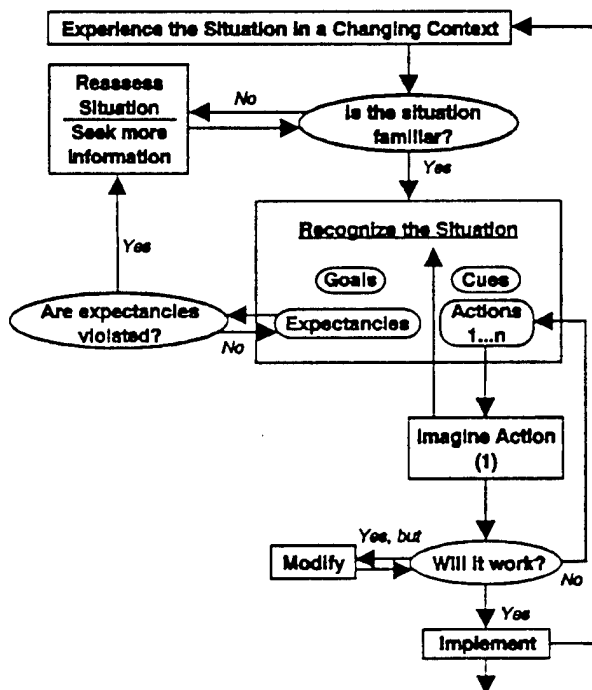 Experience the Situation in a Changing Context
Reassess
Situation
Seek more
information
No
Is the situation
familiar?
Yes
Recognize the Situation
Goals
Cues
Expectancies
Actions
1...n
Yes
Are expectancies
violated?
No
Imagine Action
(1)
Yes, but
Modify
Will it work?
No
Yes
Implement